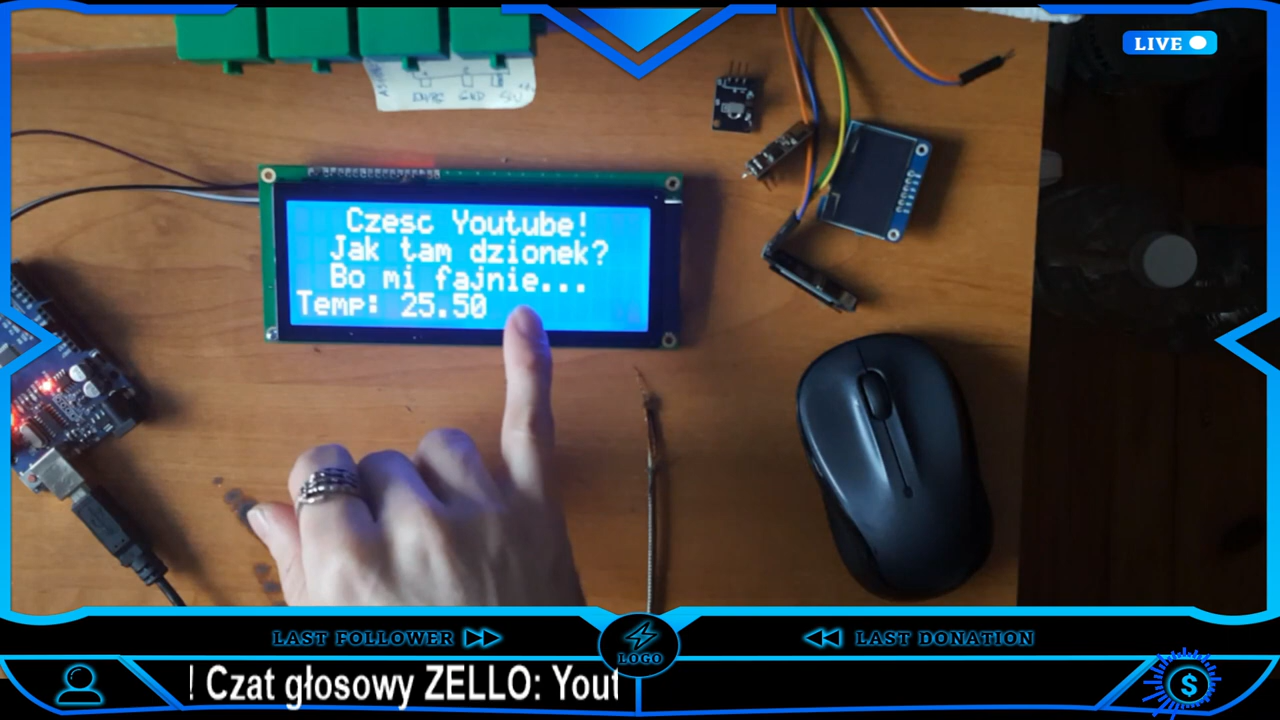 LIVE
GND
Czesc Youtube!
Jak tam dzionek?
Bo mi fajnie...
Temp: 25.50
LAST FOLLOWER
LOGO
LAST DONATION
! Czat głosowy ZELLO: Yout
$